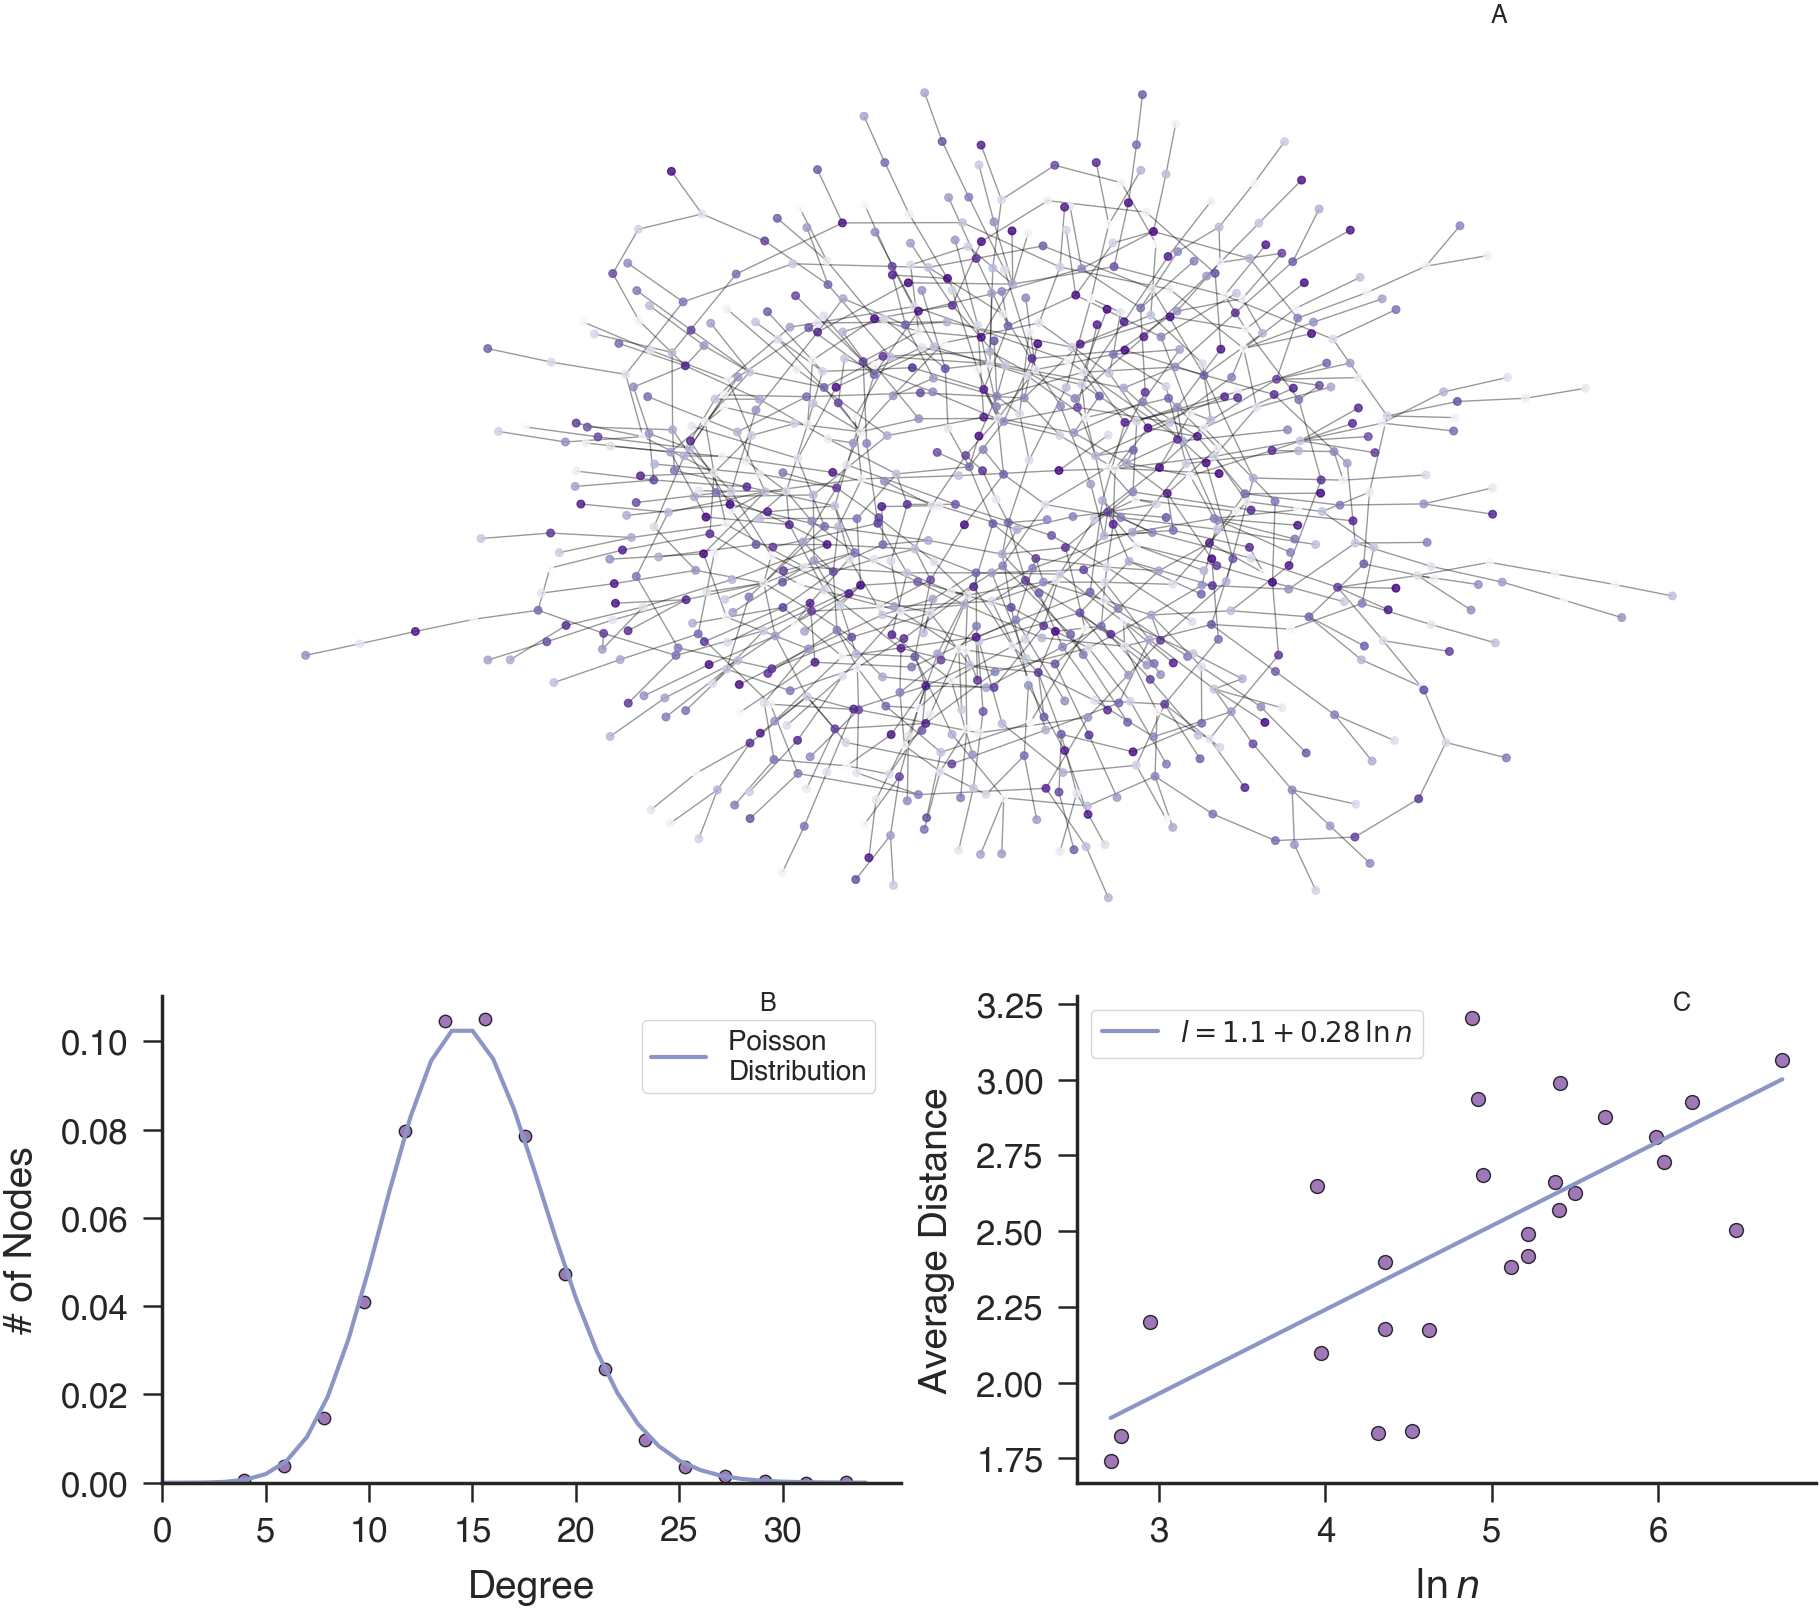 A
B
Poisson
Distribution
0.10
0.08
0.06
0.04
0.02
0.00
# of Nodes
0 5 10 15 20 25 30
Degree
C
l = 1.1 + 0.28 ln n
3.25
3.00
2.75
2.50
2.25
2.00
1.75
Average Distance
3 4 5 6
ln n